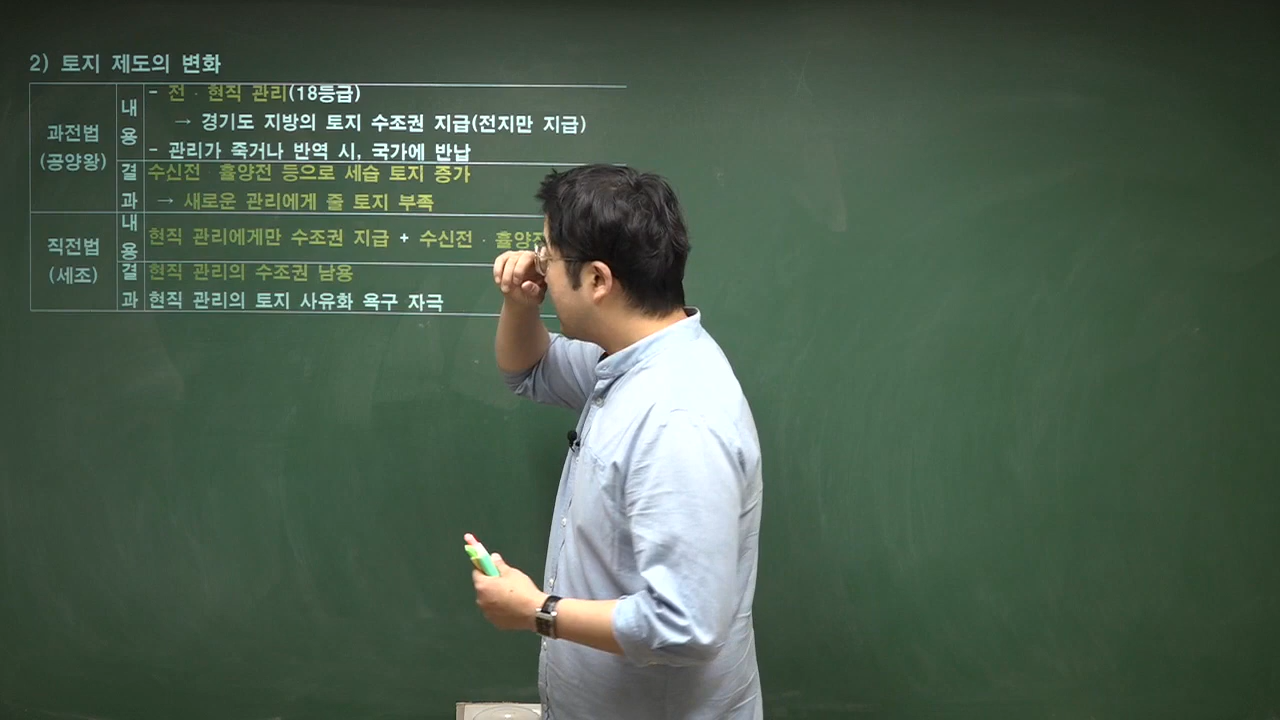 2) 토지 제도의 변화
과전법
(공양왕)
내
용
- 전 · 현직 관리(18등급)
→ 경기도 지방의 토지 수조권 지급(전지만 지급)
- 관리가 죽거나 반역 시, 국가에 반납
결
과
수신전 · 휼양전 등으로 세습 토지 증가
→ 새로운 관리에게 줄 토지 부족
직전법
(세조)
내
용
현직 관리에게만 수조권 지급 + 수신전 · 휼양전
결
과
현직 관리의 수조권 남용
현직 관리의 토지 사유화 욕구 자극